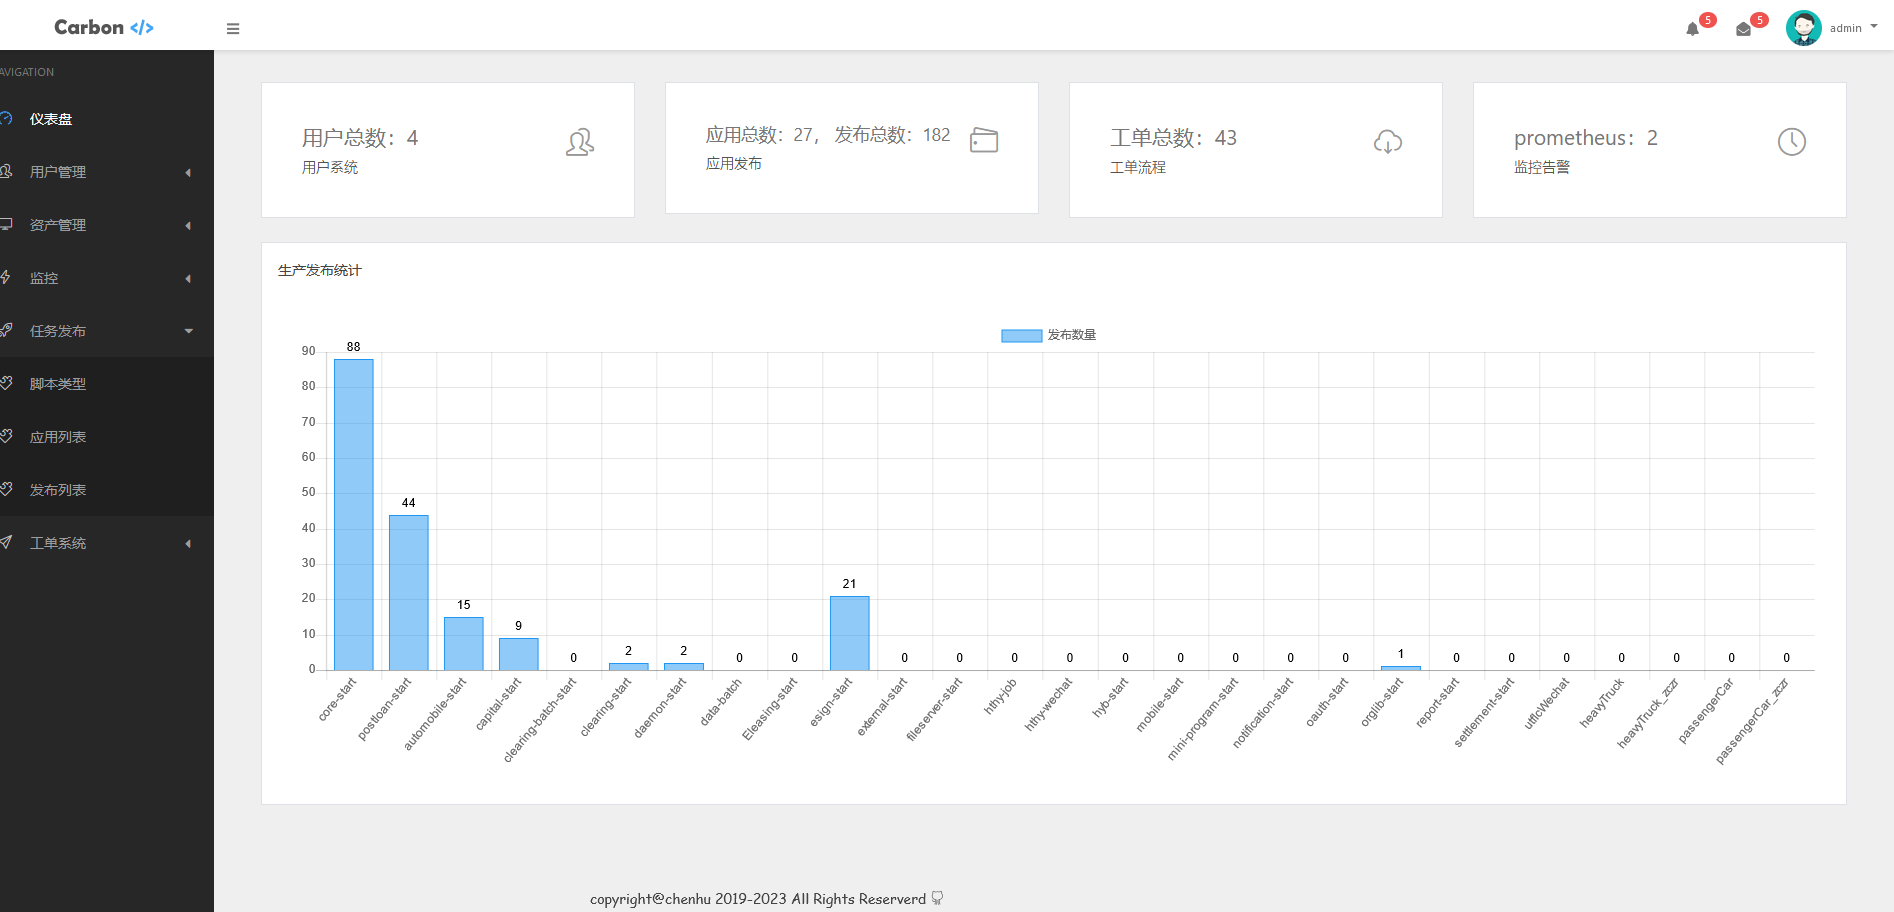 Carbon </>
5
5
admin
AVIGATION
仪表盘
用户管理
资产管理
监控
任务发布
脚本类型
应用列表
发布列表
工单系统
用户总数：4
用户系统
应用总数：27， 发布总数：182
应用发布
工单总数：43
工单流程
prometheus：2
监控告警
生产发布统计
发布数量
90
80
70
60
50
40
30
20
10
0
88
44
15
9
0
2
2
0
0
21
0
0
0
0
0
0
0
0
0
1
0
0
0
0
0
0
0
core-start
postloan-start
automobile-start
capital-start
clearing-batch-start
clearing-start
daemon-start
data-batch
Eleasing-start
esign-start
external-start
fileserver-start
hthy-job
hthy-wechat
hyb-start
mobile-start
mini-program-start
notification-start
oauth-start
orglib-start
report-start
settlement-start
utflcWechat
heavyTruck
heavyTruck_zczr
passengerCar
passengerCar_zczr
copyright@chenhu 2019-2023 All Rights Reserverd